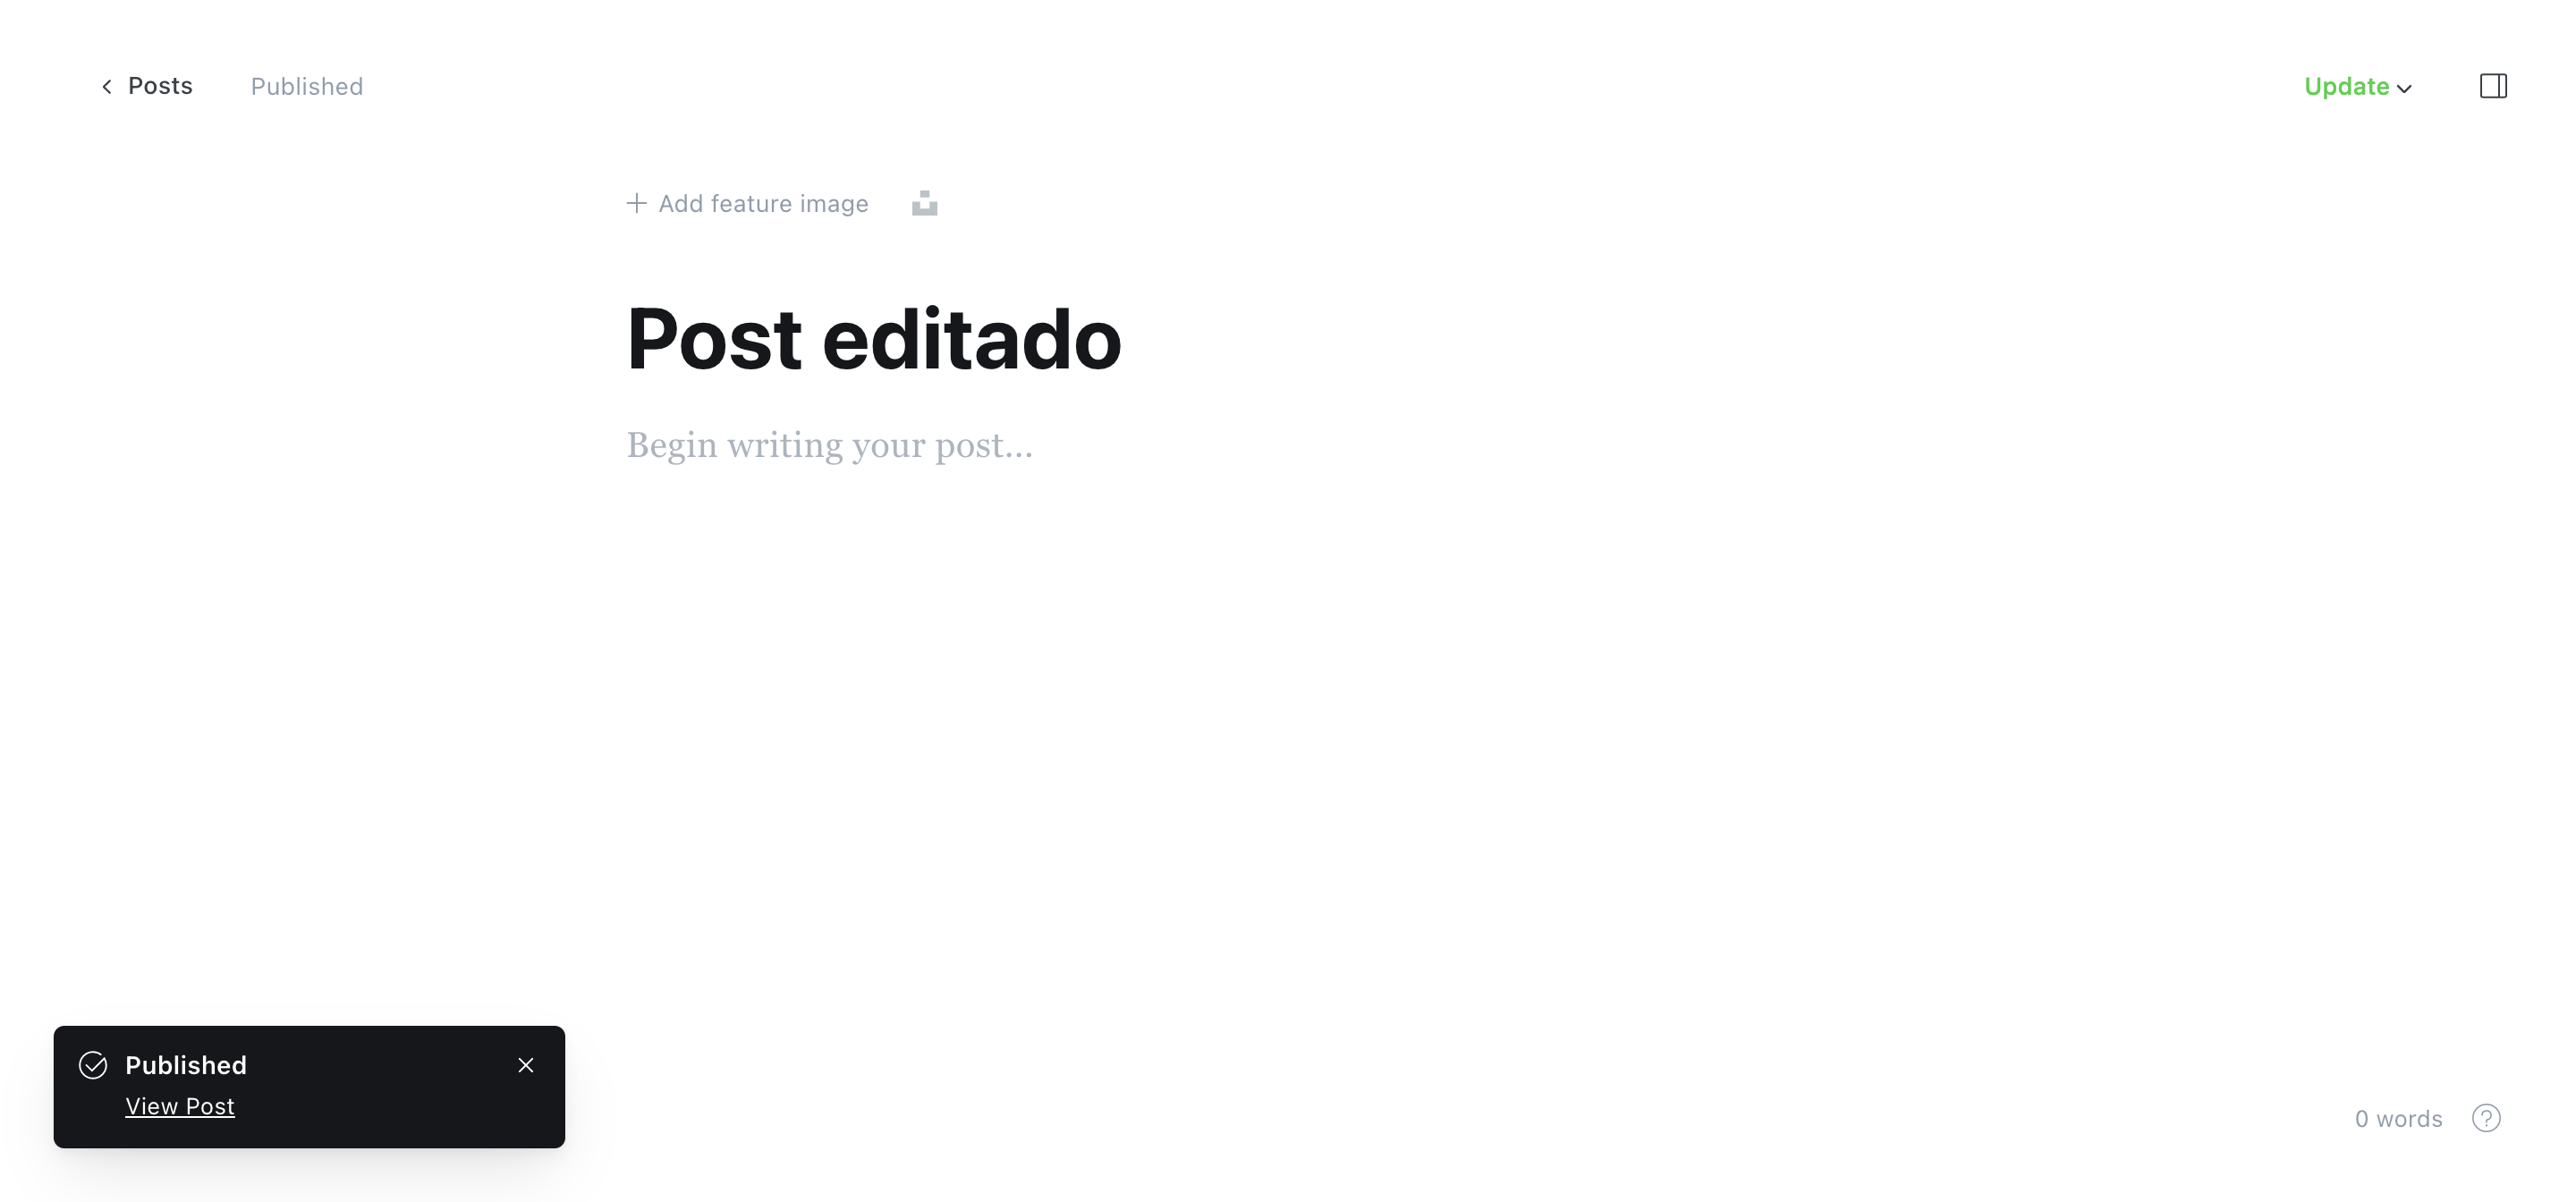 Posts Published Update
Add feature image
Post editado
Begin writing your post...
Published
View Post
0 words